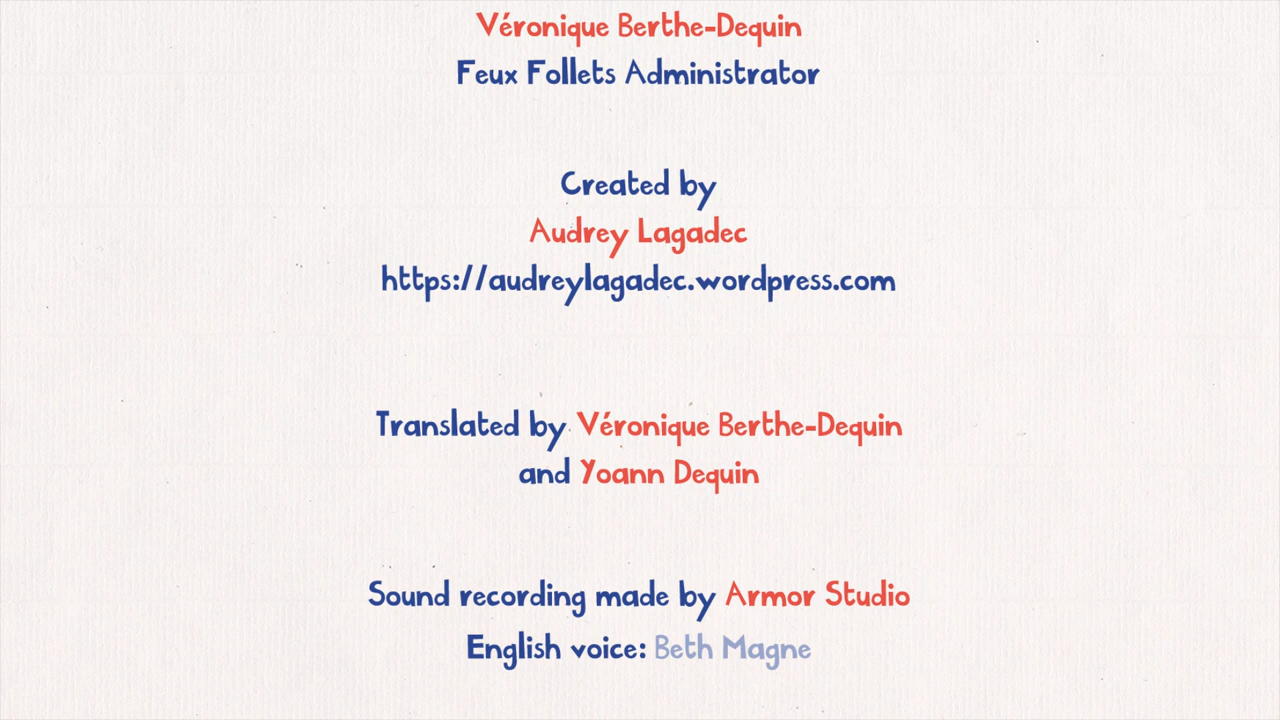 Véronique Berthe-Dequin
Feux Follets Administrator
Created by
Audrey Lagadec
https://audreylagadec.wordpress.com
Translated by Véronique Berthe-Dequin
and Yoann Dequin
Sound recording made by Armor Studio
English voice: Beth Magne